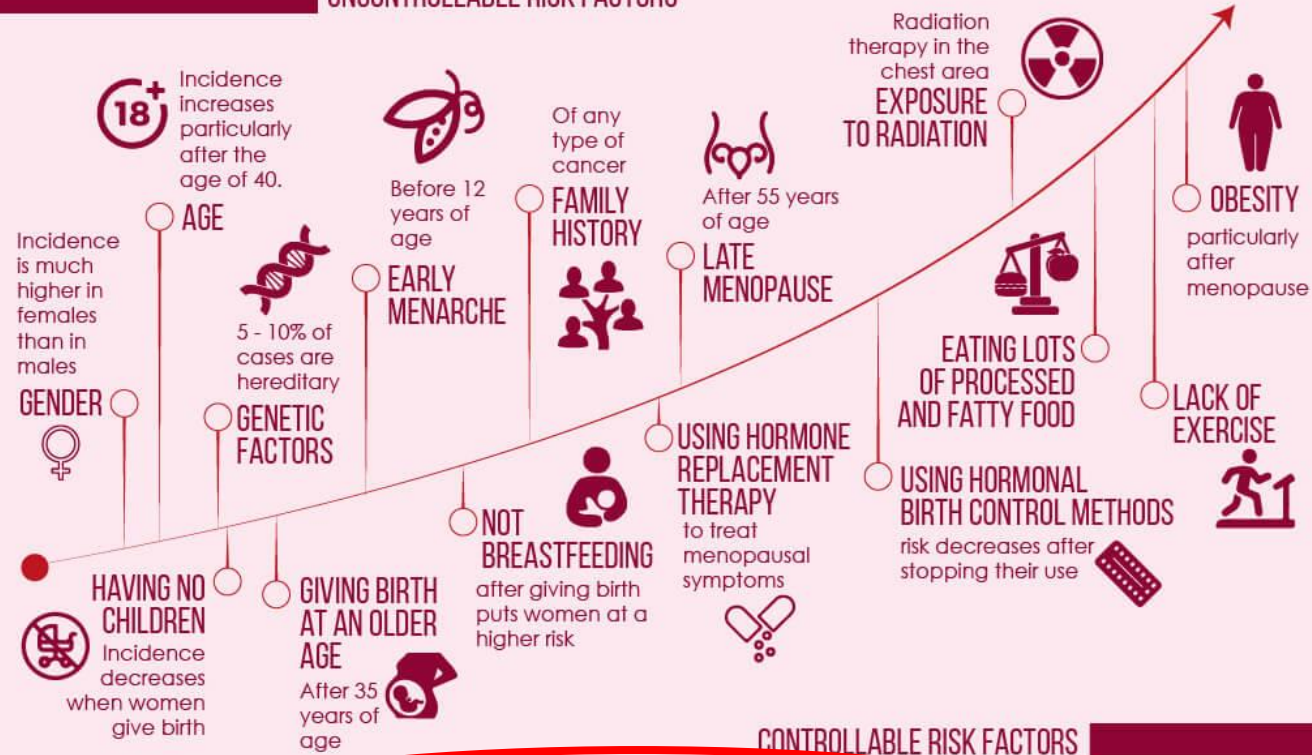 UNCONTROLLABLE RISK FACTORS
Incidence
is much
higher in
females
than in
males
GENDER
18+
Incidence
increases
particularly
after the
age of 40.
AGE
5 - 10% of
cases are
hereditary
GENETIC
FACTORS
Before 12
years of
age
EARLY
MENARCHE
Of any
type of
cancer
FAMILY
HISTORY
After 55 years
of age
LATE
MENOPAUSE
Radiation
therapy in the
chest area
EXPOSURE
TO RADIATION
HAVING NO
CHILDREN
Incidence
decreases
when women
give birth
GIVING BIRTH
AT AN OLDER
AGE
After 35
years of
age
NOT
BREASTFEEDING
after giving birth
puts women at a
higher risk
USING HORMONE
REPLACEMENT
THERAPY
to treat
menopausal
symptoms
USING HORMONAL
BIRTH CONTROL METHODS
risk decreases after
stopping their use
EATING LOTS
OF PROCESSED
AND FATTY FOOD
LACK OF
EXERCISE
OBESITY
particularly
after
menopause
CONTROLLABLE RISK FACTORS